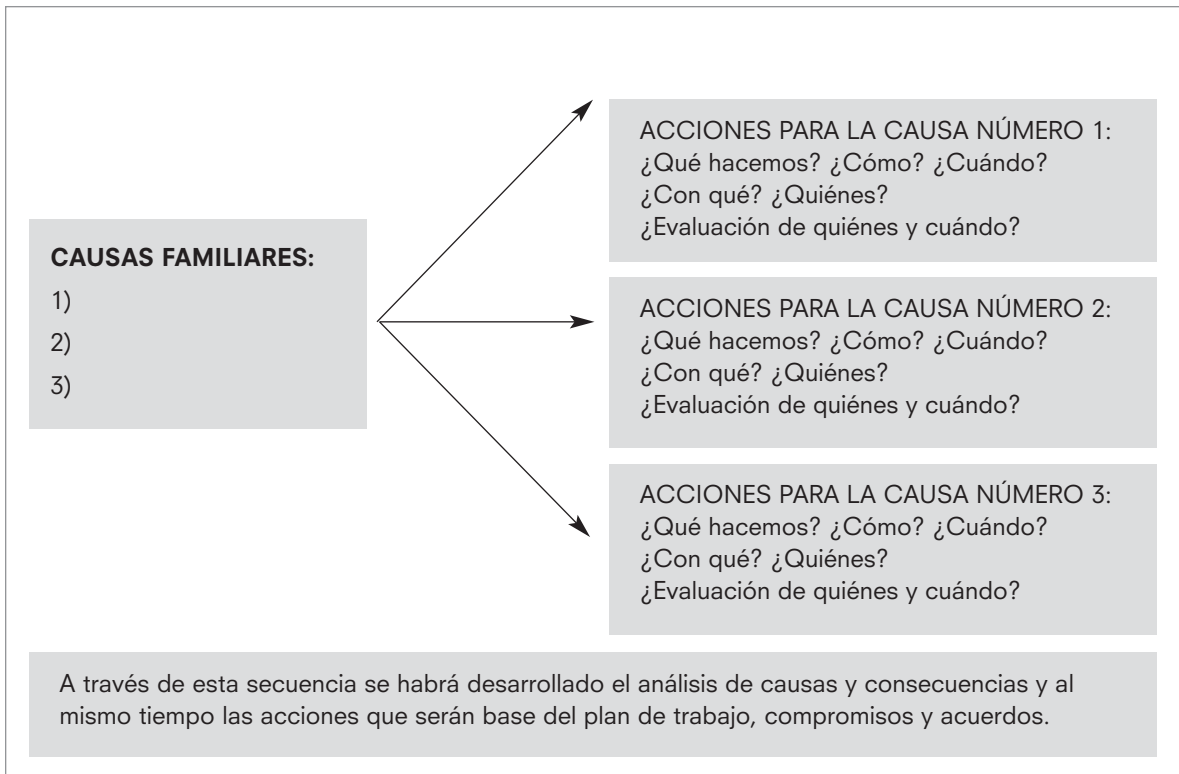 CAUSAS FAMILIARES:
1)
2)
3)
ACCIONES PARA LA CAUSA NÚMERO 1:
¿Qué hacemos? ¿Cómo? ¿Cuándo?
¿Con qué? ¿Quiénes?
¿Evaluación de quiénes y cuándo?
ACCIONES PARA LA CAUSA NÚMERO 2:
¿Qué hacemos? ¿Cómo? ¿Cuándo?
¿Con qué? ¿Quiénes?
¿Evaluación de quiénes y cuándo?
ACCIONES PARA LA CAUSA NÚMERO 3:
¿Qué hacemos? ¿Cómo? ¿Cuándo?
¿Con qué? ¿Quiénes?
¿Evaluación de quiénes y cuándo?
A través de esta secuencia se habrá desarrollado el análisis de causas y consecuencias y al
mismo tiempo las acciones que serán base del plan de trabajo, compromisos y acuerdos.